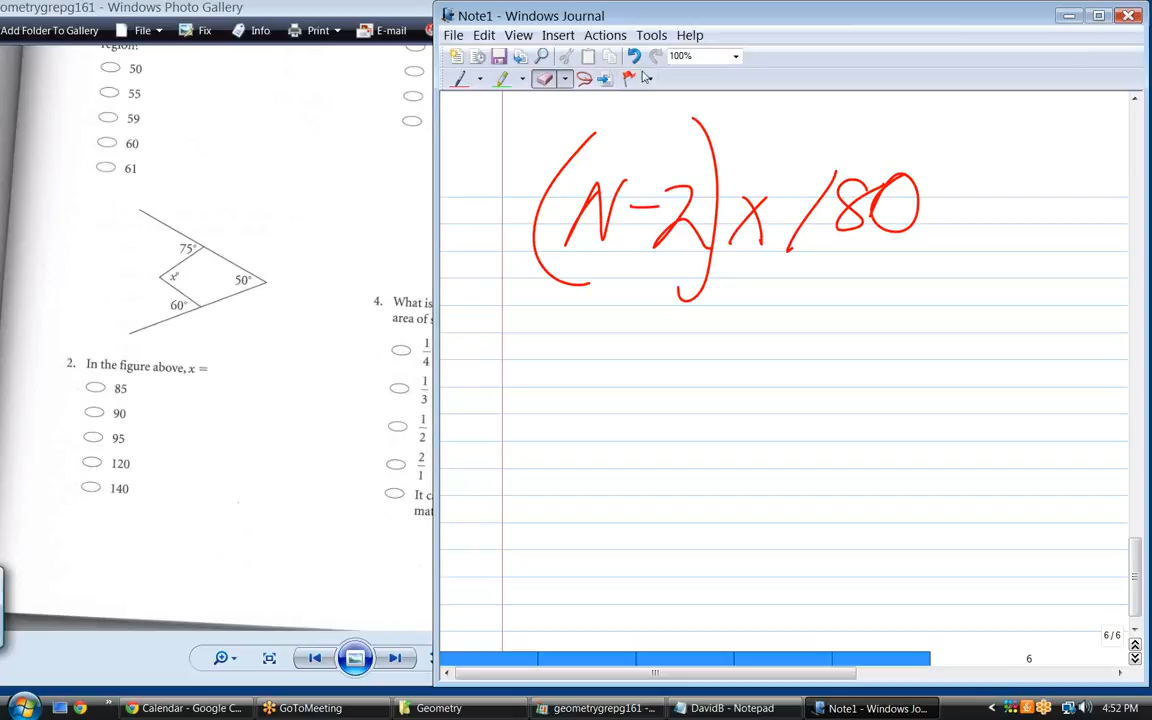 ometrygrepg161 - Windows Photo Gallery
Add Folder To Gallery File Fix Info Print E-mail
region?
50
55
59
60
61
75°
x°
50°
60°
2. In the figure above, x =
85
90
95
120
140
4. What is
area of s
1
4
1
3
1
2
2
1
It c
mat
Note1 - Windows Journal
File Edit View Insert Actions Tools Help
100%
(N-2) x 180
6/6
6
Calendar - Google C... GoToMeeting Geometry geometrygrepg161 -... DavidB - Notepad Note1 - Windows Jo... 4:52 PM